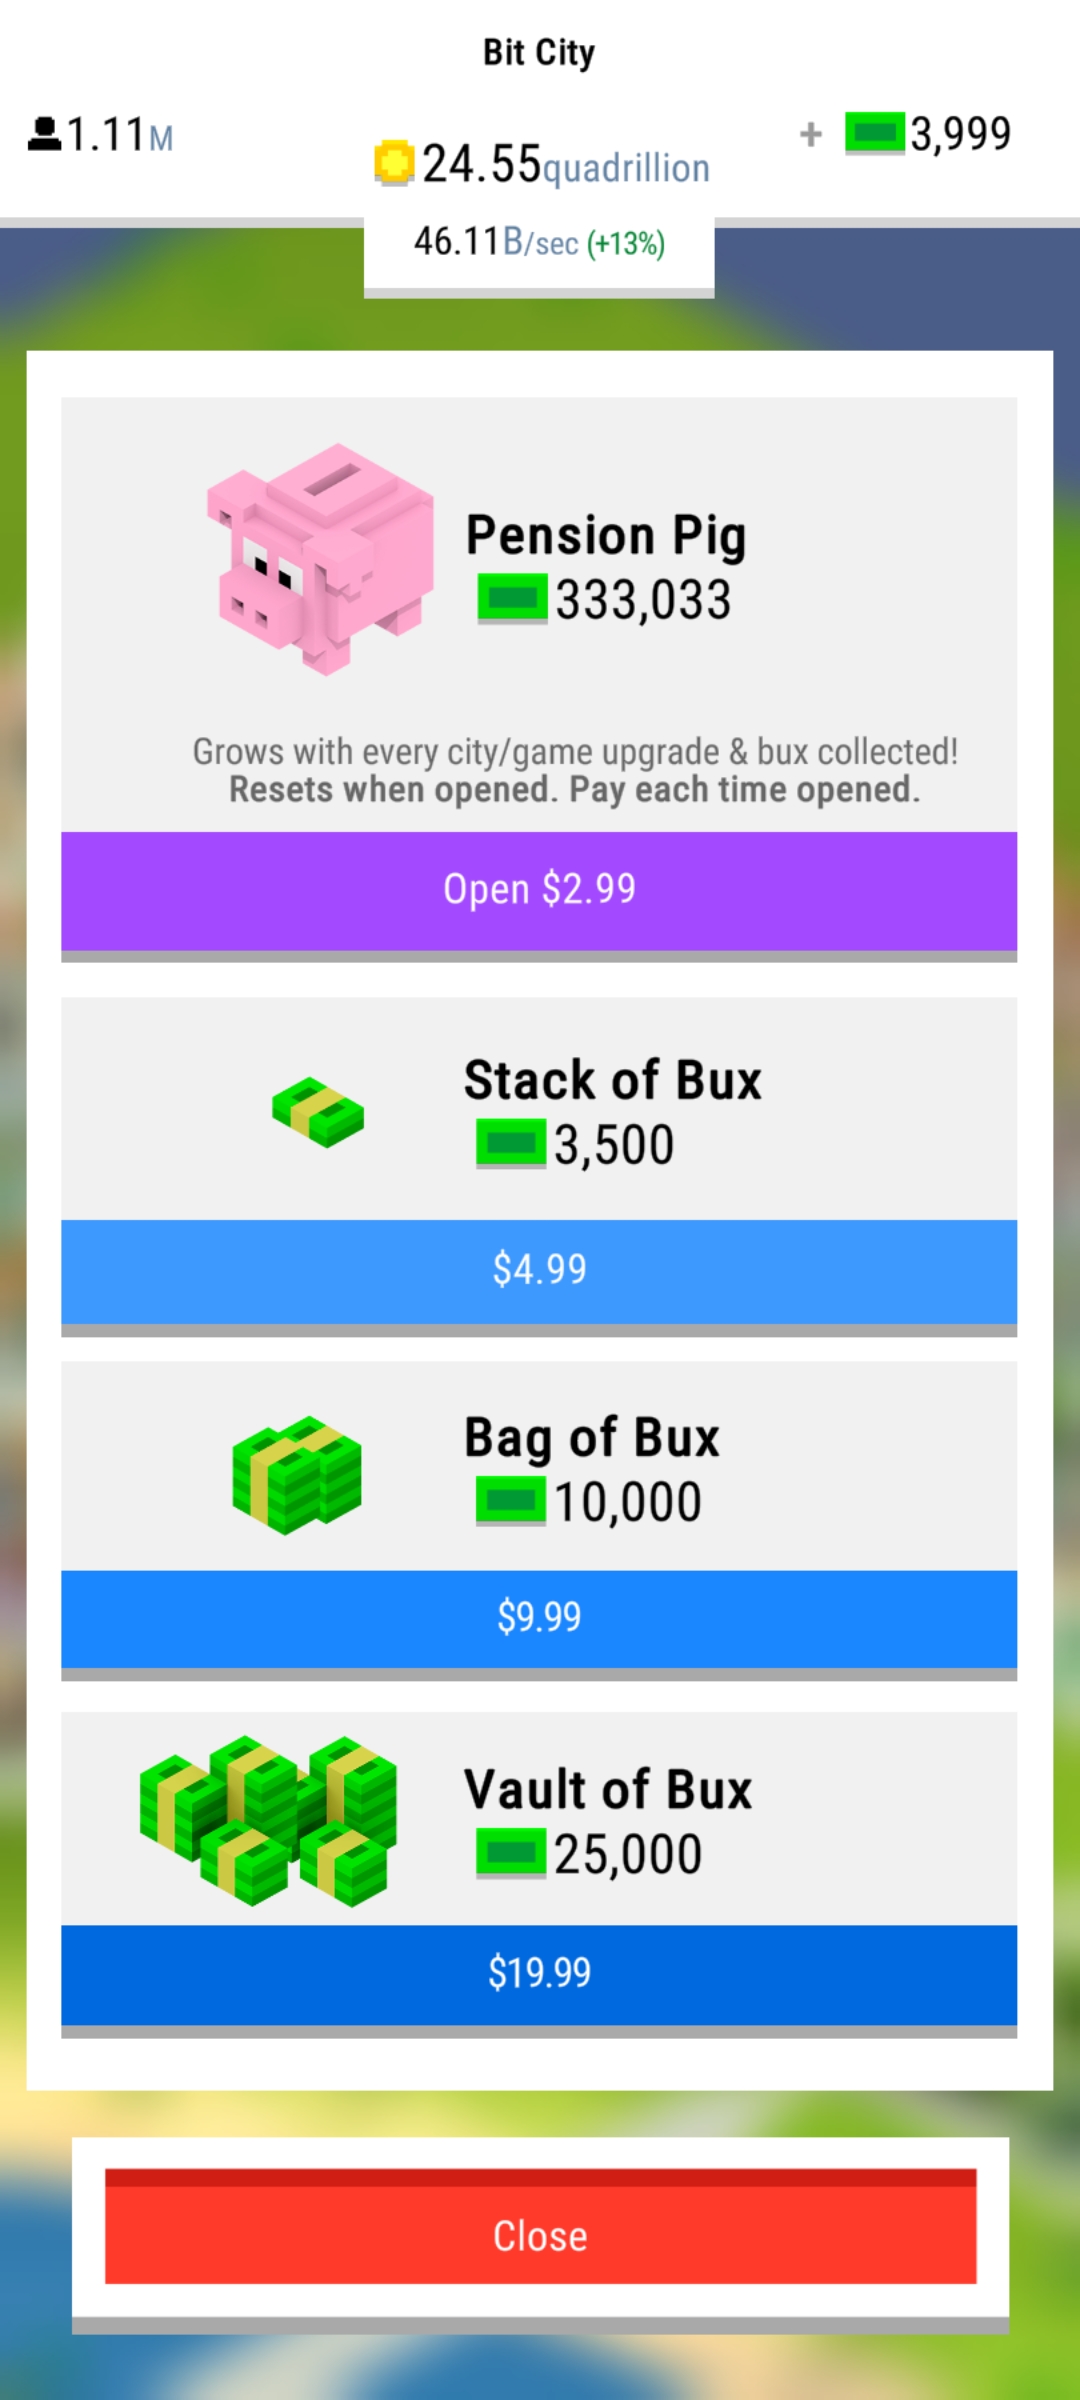 Bit City
1.11M
24.55quadrillion
+ 3,999
46.11B/sec (+13%)
Pension Pig
333,033
Grows with every city/game upgrade & bux collected!
Resets when opened. Pay each time opened.
Open $2.99
Stack of Bux
3,500
$4.99
Bag of Bux
10,000
$9.99
Vault of Bux
25,000
$19.99
Close